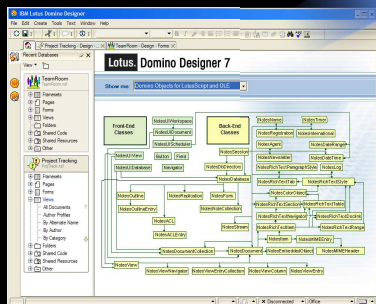 IBM Lotus Domino Designer
File Edit Create Tools Text Window Help
Project Tracking - Design - ...
TeamRoom - Design - Forms
Recent Databases
View
TeamRoom
Framesets
Pages
Forms
Views
Folders
Shared Code
Shared Resources
Other
Project Tracking
Framesets
Pages
Forms
Views
All Documents
Author Profiles
By Alternate Name
By Author
By Category
Folders
Shared Code
Shared Resources
Other
Lotus. Domino Designer 7
Show me: Domino Objects for LotusScript and OLE
Front-End Classes
NotesUIWorkspace
NotesUIDocument
NotesUIScheduler
NotesUIView
Button
Field
NotesUIDatabase
Navigator
Back-End Classes
NotesSession
NotesDbDirectory
NotesDatabase
NotesName
NotesTimer
NotesRegistration
NotesInternational
NotesAgent
NotesDateRange
NotesNewsletter
NotesDateTime
NotesRichTextParagraphStyle
NotesLog
NotesRichTextTab
NotesRichTextStyle
NotesColorObject
NotesOutline
NotesReplication
NotesForm
NotesOutlineEntry
NotesNoteCollection
NotesRichTextSection
NotesRichTextTable
NotesACL
NotesRichTextNavigator
NotesRichTextDocLink
NotesStream
NotesACLEntry
NotesRichTextItem
NotesRichTextRange
NotesItem
NotesMIMEEntity
NotesDocumentCollection
NotesDocument
NotesEmbeddedObject
NotesMIMEHeader
NotesView
NotesViewNavigator
NotesViewEntryCollection
NotesViewColumn
NotesViewEntry
Disconnected
Office